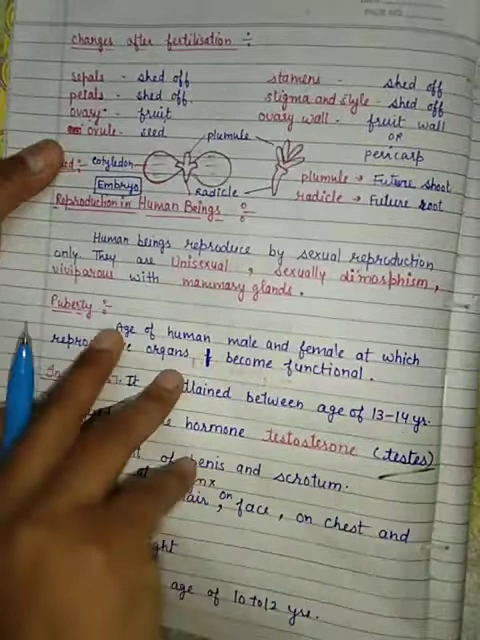 Changes after fertilisation :-
sepals - shed off stamens - shed off
petals - shed off. stigma and style - shed off
ovary - fruit ovary wall - fruit wall
ovule - seed or
pericarp
plumule
cotyledon
Embryo
Radicle
plumule → Future shoot
radicle → Future root
Reproduction in Human Beings :-
Human beings reproduce by sexual reproduction
only. They are Unisexual, sexually dimorphism,
viviparous with mammary glands.
Puberty :-
Age of human male and female at which
organs become functional.
It between age of 13-14 yr.
hormone testosterone (testes)
of penis and scrotum.
on face, on chest and
age of 10 to 12 yrs.